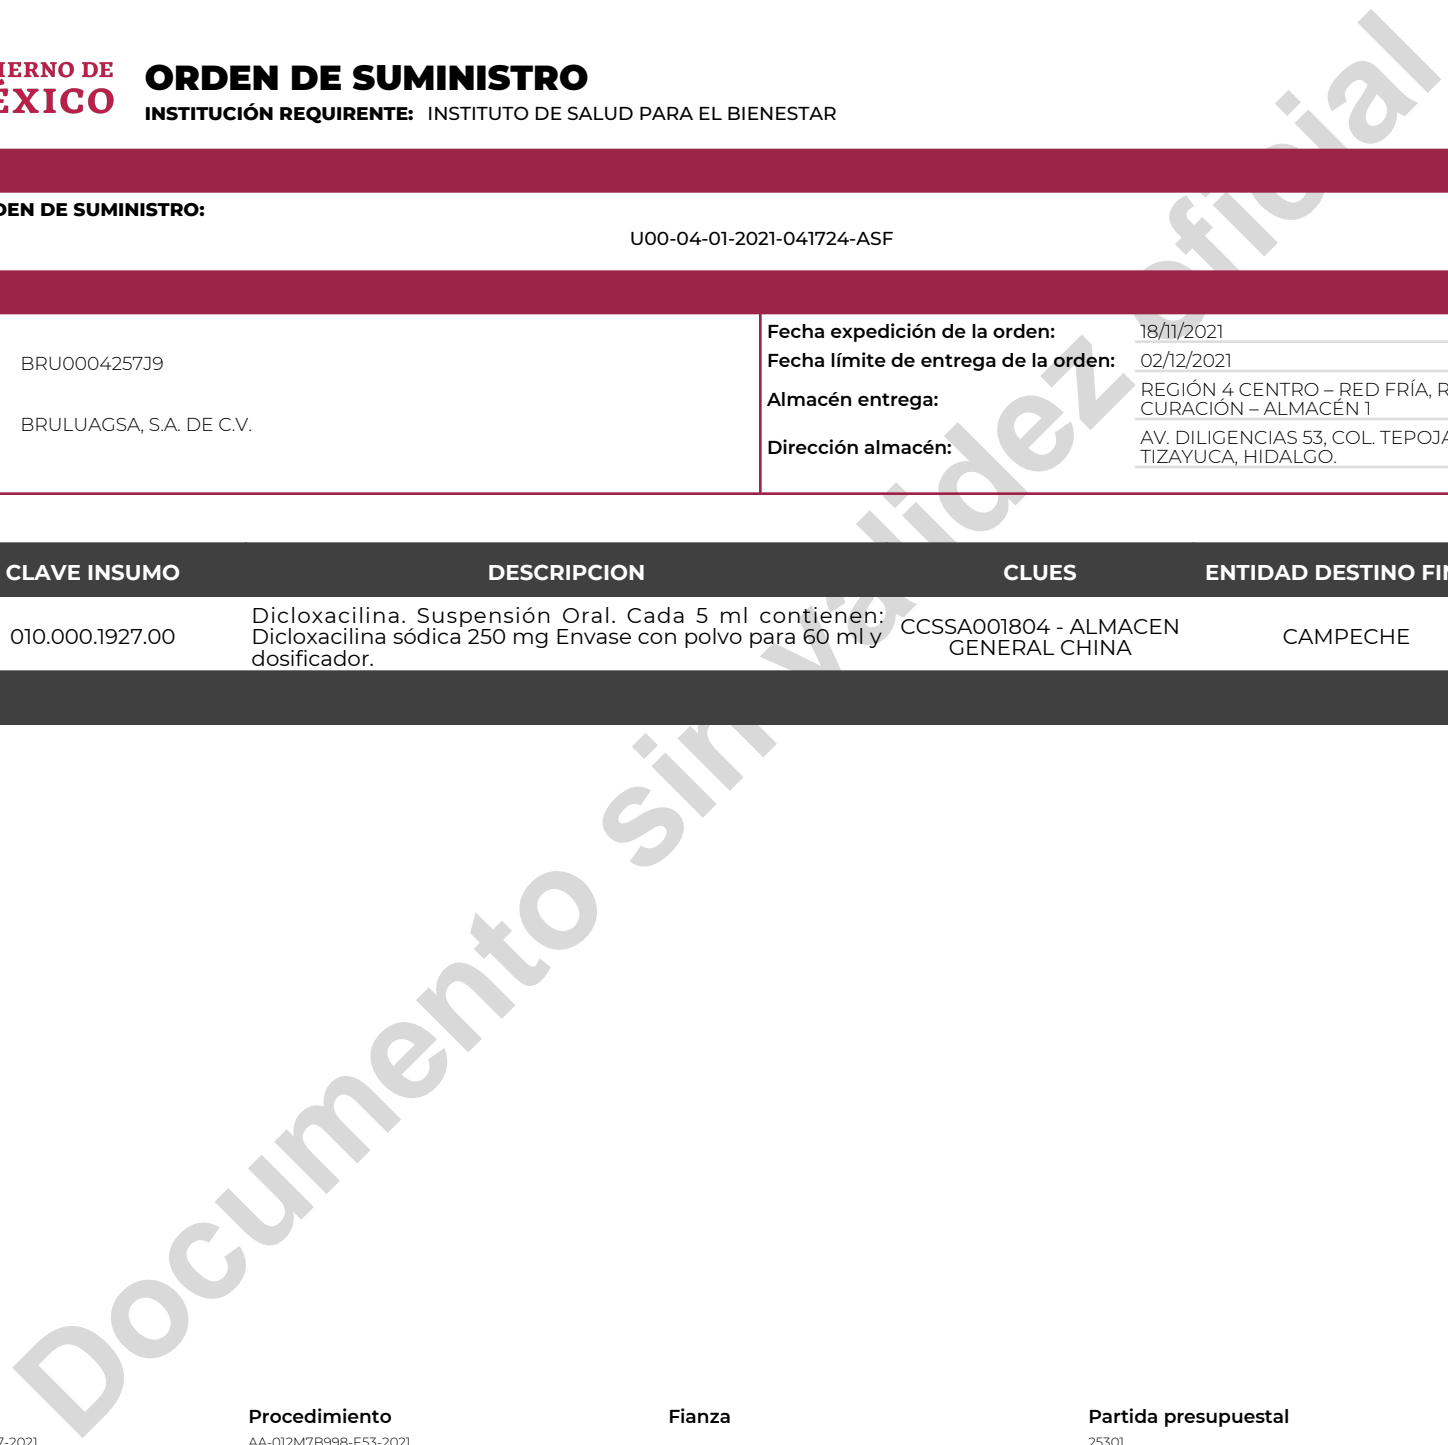 ORDEN DE SUMINISTRO
INSTITUCIÓN REQUIRENTE: INSTITUTO DE SALUD PARA EL BIENESTAR
DE
DE SUMINISTRO:
U00-04-01-2021-041724-ASF
BRU0004257J9
BRULUAGSA, S.A. DE C.V.
Fecha expedición de la orden: 18/11/2021
Fecha límite de entrega de la orden: 02/12/2021
Almacén entrega: REGIÓN 4 CENTRO – RED FRÍA,
CURACIÓN – ALMACÉN 1
Dirección almacén: AV. DILIGENCIAS 53, COL.
TIZAYUCA, HIDALGO.
CLAVE INSUMO DESCRIPCION CLUES ENTIDAD DESTINO
010.000.1927.00
Dicloxacilina. Suspensión Oral. Cada 5 ml contienen:
Dicloxacilina sódica 250 mg Envase con polvo para 60 ml y
dosificador.
CCSSA001804 - ALMACEN
GENERAL CHINA
CAMPECHE
Documento sin validez oficial
Procedimiento Fianza Partida presupuestal